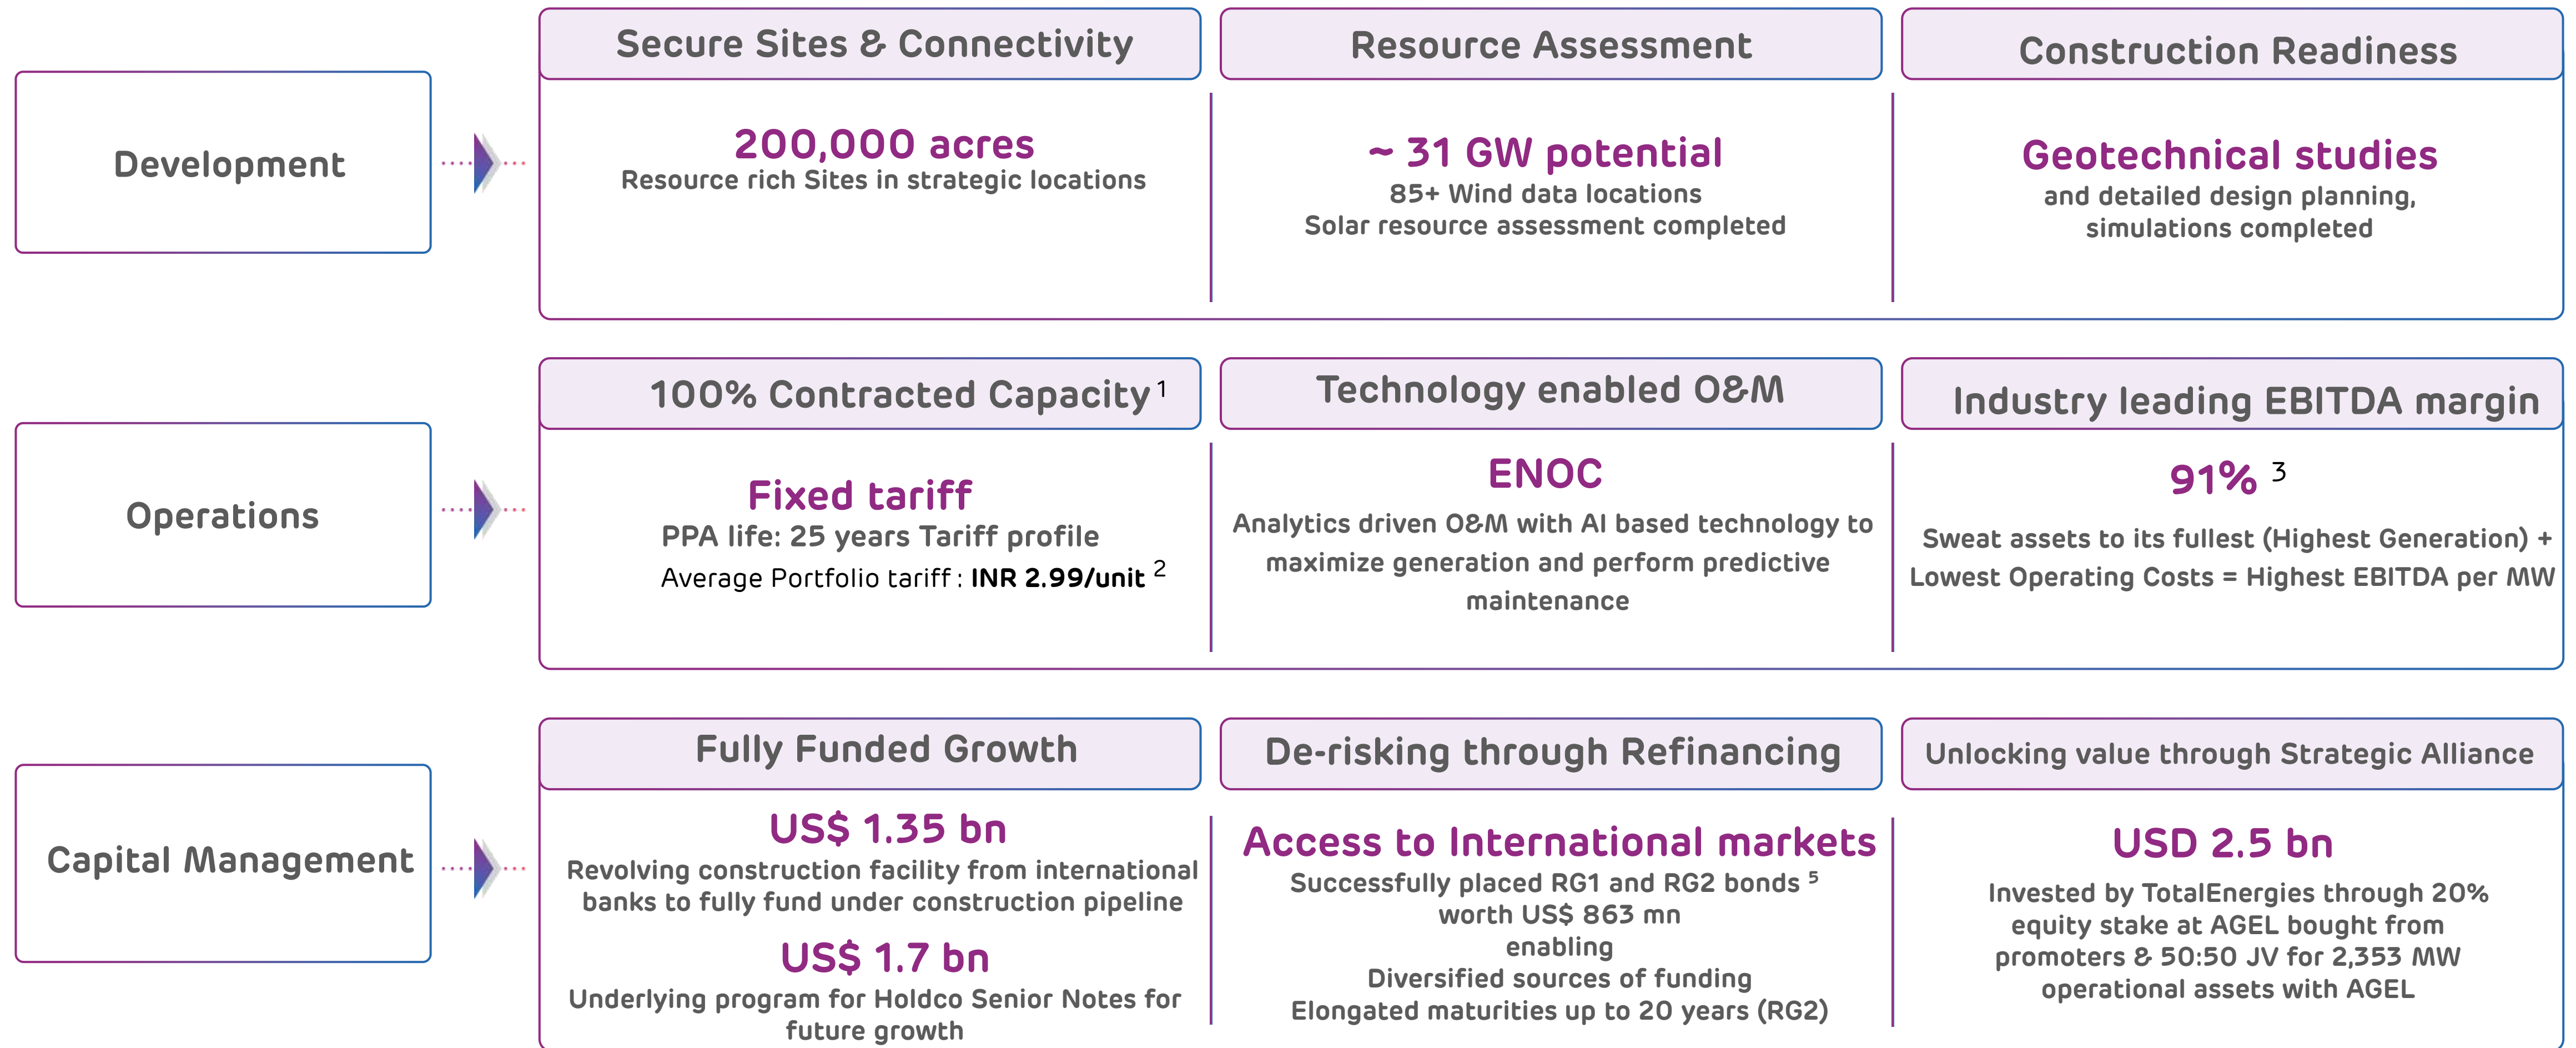 Development
Secure Sites & Connectivity
200,000 acres
Resource rich Sites in strategic locations
Resource Assessment
~ 31 GW potential
85+ Wind data locations
Solar resource assessment completed
Construction Readiness
Geotechnical studies
and detailed design planning,
simulations completed
Operations
100% Contracted Capacity 1
Fixed tariff
PPA life: 25 years Tariff profile
Average Portfolio tariff : INR 2.99/unit 2
Technology enabled O&M
ENOC
Analytics driven O&M with AI based technology to
maximize generation and perform predictive
maintenance
Industry leading EBITDA margin
91% 3
Sweat assets to its fullest (Highest Generation) +
Lowest Operating Costs = Highest EBITDA per MW
Capital Management
Fully Funded Growth
US$ 1.35 bn
Revolving construction facility from international
banks to fully fund under construction pipeline
US$ 1.7 bn
Underlying program for Holdco Senior Notes for
future growth
De-risking through Refinancing
Access to International markets
Successfully placed RG1 and RG2 bonds 5
worth US$ 863 mn
enabling
Diversified sources of funding
Elongated maturities up to 20 years (RG2)
Unlocking value through Strategic Alliance
USD 2.5 bn
Invested by TotalEnergies through 20%
equity stake at AGEL bought from
promoters & 50:50 JV for 2,353 MW
operational assets with AGEL